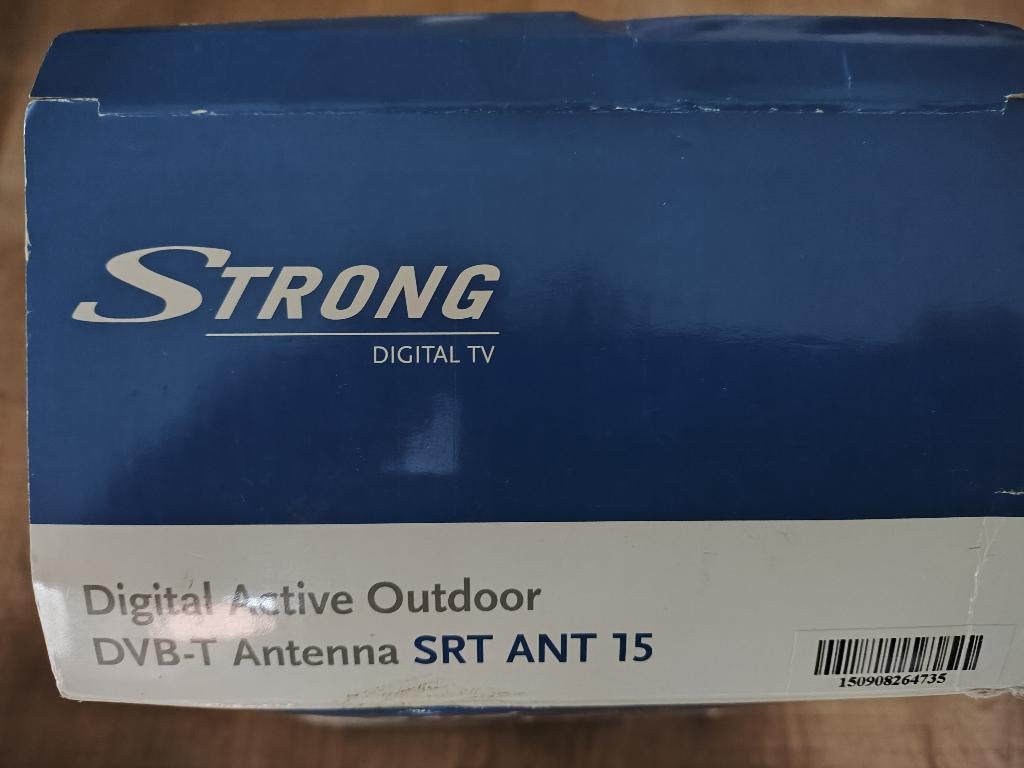 STRONG
DIGITAL TV
Digital Active Outdoor
DVB-T Antenna SRT ANT 15
150908264735